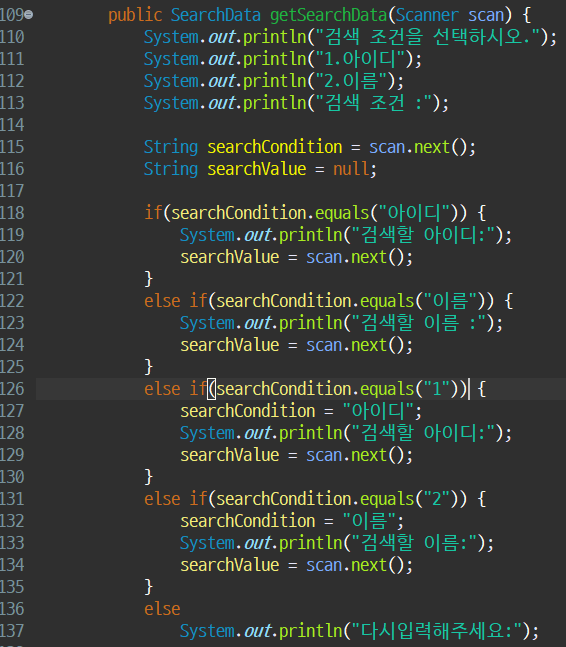 109 public SearchData getSearchData(Scanner scan) {
110 System.out.println("검색 조건을 선택하시오.");
111 System.out.println("1.아이디");
112 System.out.println("2.이름");
113 System.out.println("검색 조건 :");
114
115 String searchCondition = scan.next();
116 String searchValue = null;
117
118 if(searchCondition.equals("아이디")) {
119 System.out.println("검색할 아이디:");
120 searchValue = scan.next();
121 }
122 else if(searchCondition.equals("이름")) {
123 System.out.println("검색할 이름 :");
124 searchValue = scan.next();
125 }
126 else if(searchCondition.equals("1")) {
127 searchCondition = "아이디";
128 System.out.println("검색할 아이디:");
129 searchValue = scan.next();
130 }
131 else if(searchCondition.equals("2")) {
132 searchCondition = "이름";
133 System.out.println("검색할 이름:");
134 searchValue = scan.next();
135 }
136 else
137 System.out.println("다시입력해주세요:");